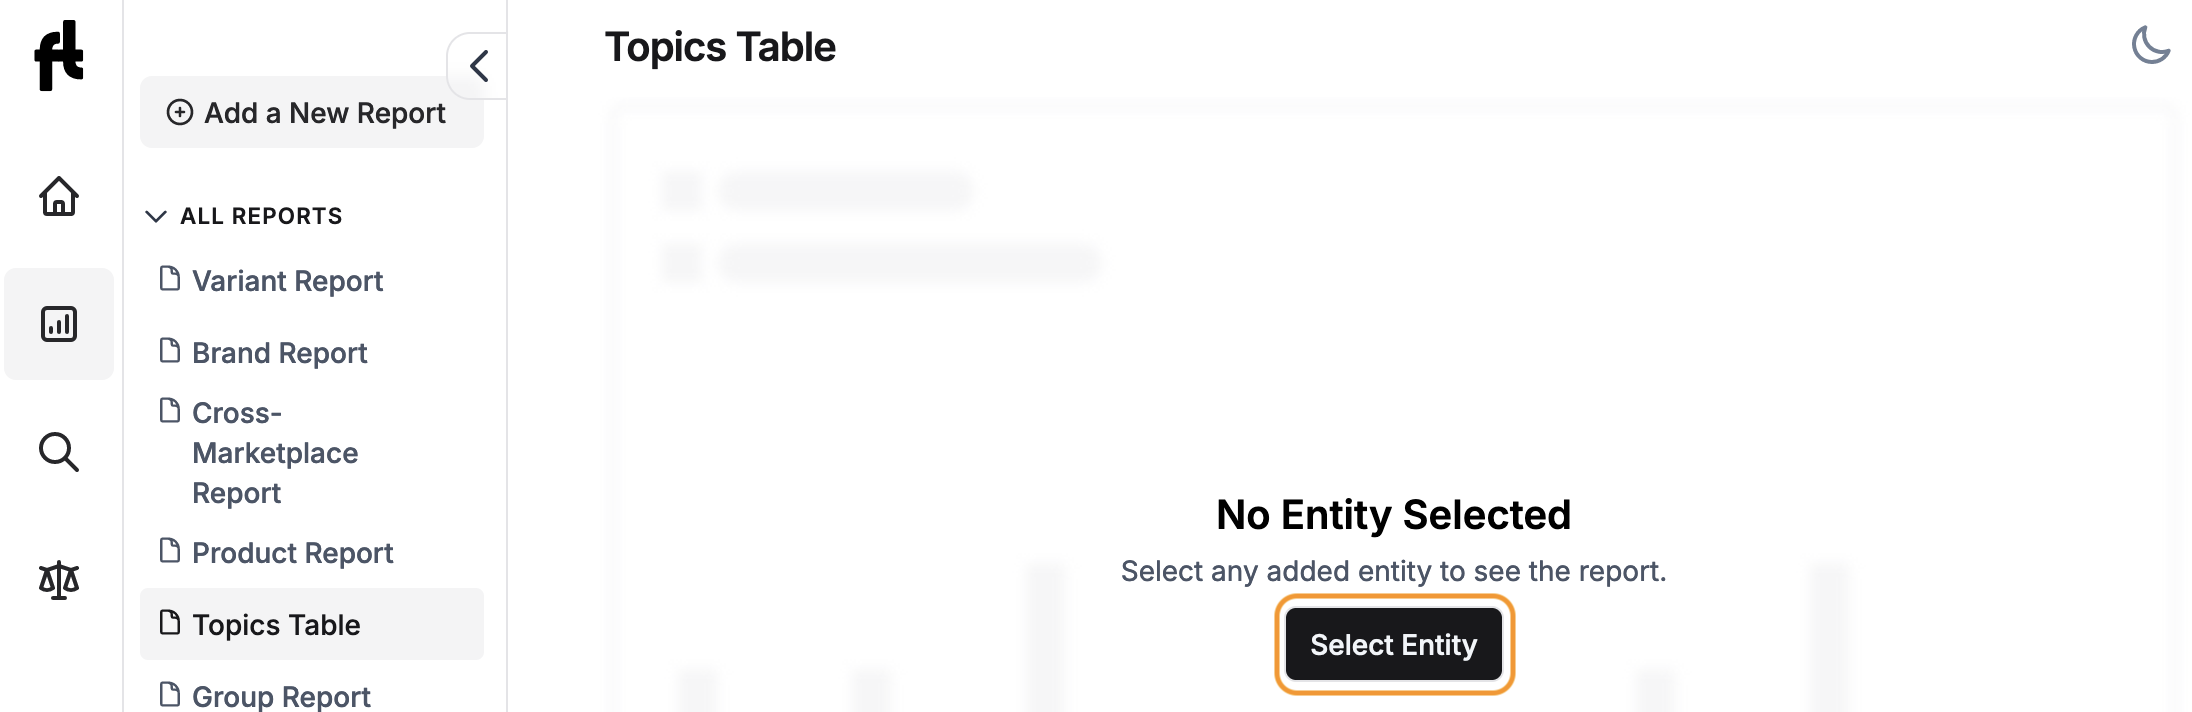 ft
Topics Table
Add a New Report
ALL REPORTS
Variant Report
Brand Report
Cross-
Marketplace
Report
Product Report
Topics Table
Group Report
No Entity Selected
Select any added entity to see the report.
Select Entity